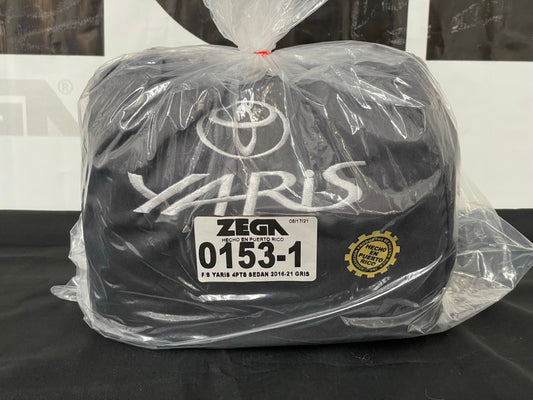 ®
YARiS
ZEGA 08/17/21
HECHO EN PUERTO RICO
0153-1
F/S YARIS 4PTS SEDAN 2016-21 GRIS
HECHO
EN
PUERTO
RICO